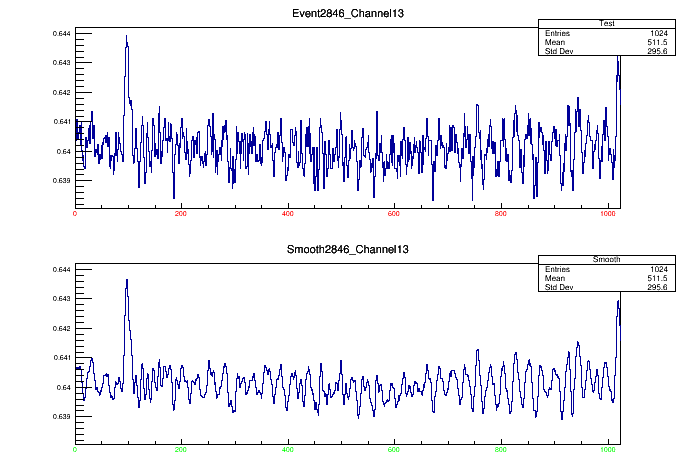 Event2846_Channel13
Test
Entries 1024
Mean 511.5
Std Dev 295.6
0.644
0.643
0.642
0.641
0.64
0.639
0 200 400 600 800 1000
Smooth2846_Channel13
Smooth
Entries 1024
Mean 511.5
Std Dev 295.6
0.644
0.643
0.642
0.641
0.64
0.639
0 200 400 600 800 1000